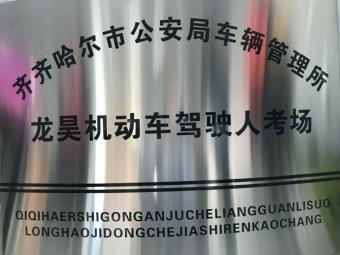 齐齐哈尔市公安局车辆管理所
龙昊机动车驾驶人考场
QIQIHAERSHIGONGANJUCHELIANGGUANLISUO
LONGHAOJIDONGCHEJIASHIRENKAOCHANG